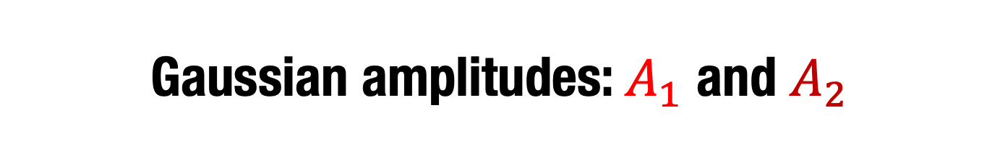 Gaussian amplitudes: A₁ and A₂